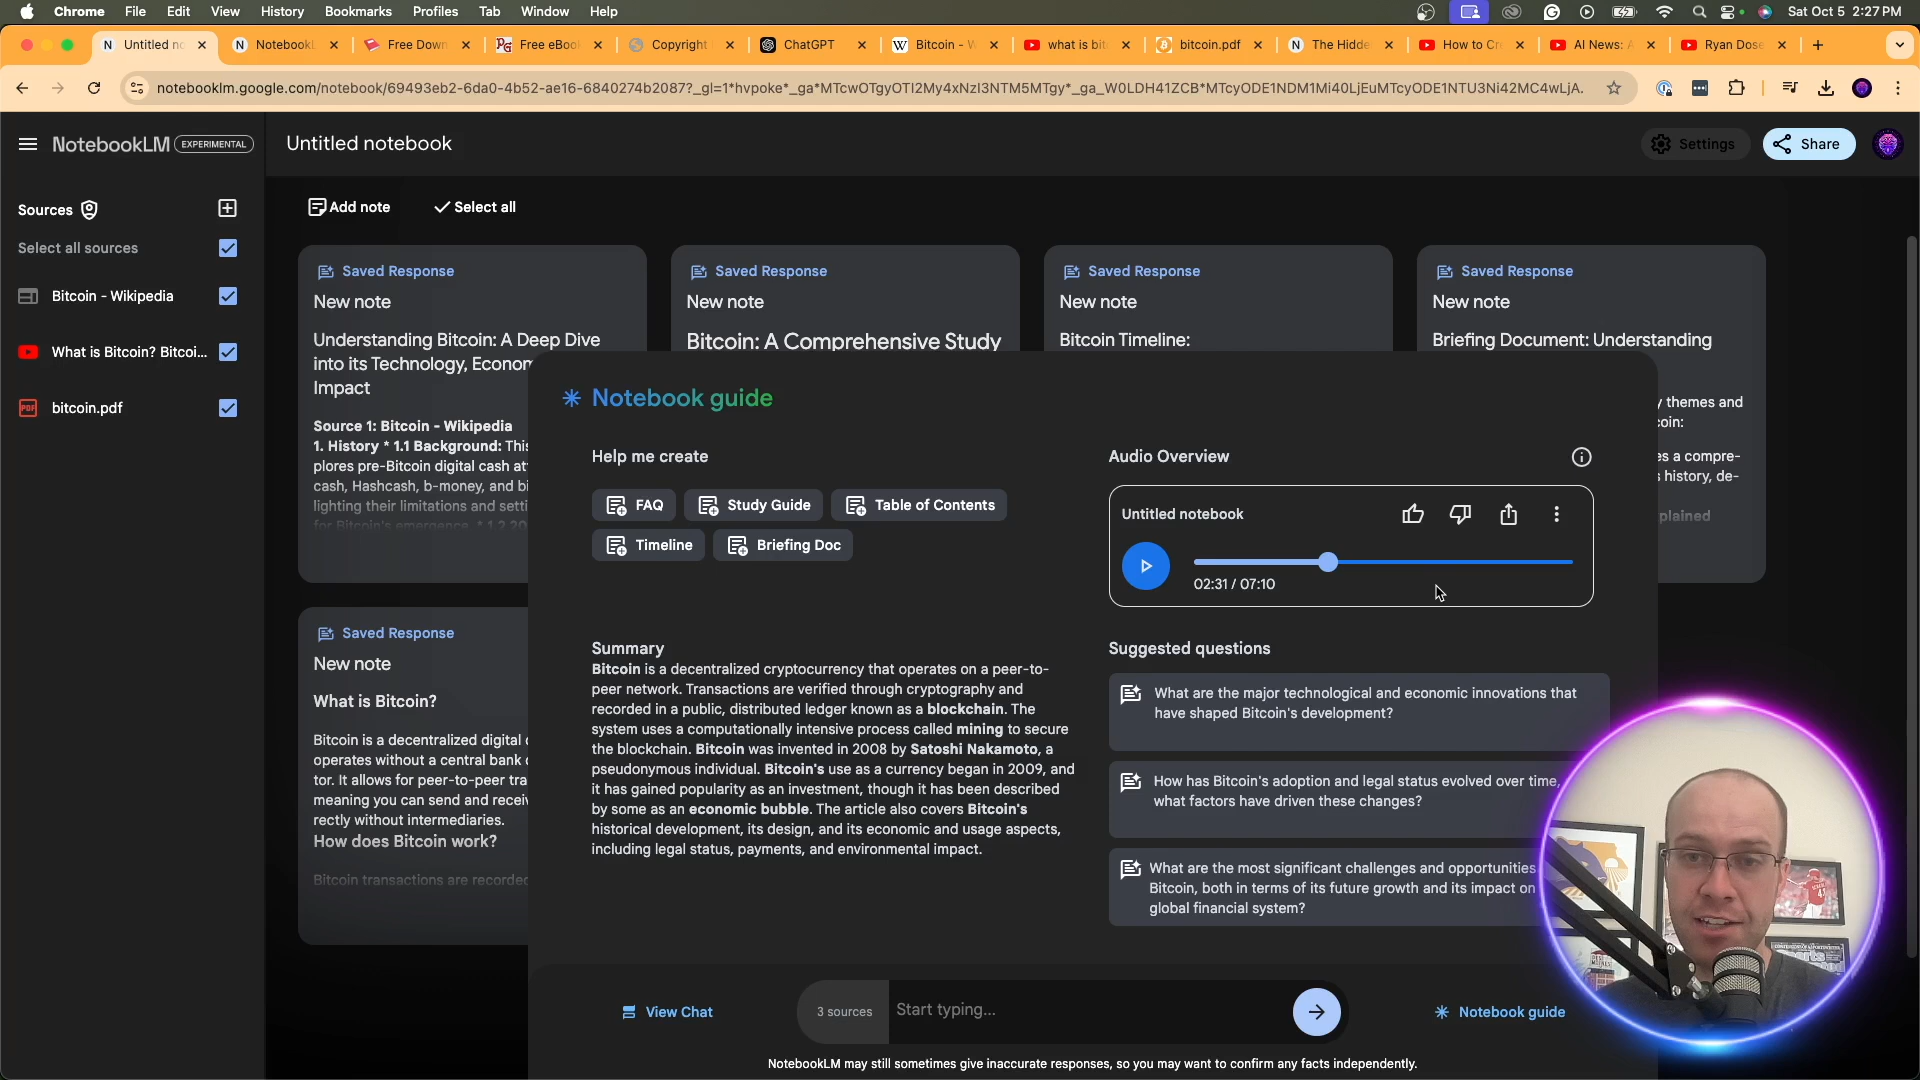 Chrome File Edit View History Bookmarks Profiles Tab Window Help
Sat Oct 5 2:27 PM
Untitled no
NotebookL
Free Down
Free eBook
Copyright
ChatGPT
Bitcoin - W
what is bit
bitcoin.pdf
The Hidde
How to Cr
AI News: A
Ryan Dose
notebooklm.google.com/notebook/69493eb2-6da0-4b52-ae16-6840274b2087?_gl=1*hvpoke*_ga*MTcwOTgyOTI2My4xNzI3NTM5MTgy*_ga_W0LDH41ZCB*MTcyODE1NDM1Mi40LjEuMTcyODE1NTU3Ni42MC4wLjA.
NotebookLM EXPERIMENTAL
Untitled notebook
Settings
Share
Sources
Select all sources
Bitcoin - Wikipedia
What is Bitcoin? Bitcoi...
PDF bitcoin.pdf
Add note
Select all
Saved Response
New note
Understanding Bitcoin: A Deep Dive
into its Technology, Econom
Impact
Source 1: Bitcoin - Wikipedia
1. History * 1.1 Background: This
plores pre-Bitcoin digital cash at
cash, Hashcash, b-money, and bi
lighting their limitations and setti
for Bitcoin's emergence. * 1.2 20
Saved Response
New note
Bitcoin: A Comprehensive Study
Saved Response
New note
Bitcoin Timeline:
Saved Response
New note
Briefing Document: Understanding
y themes and
coin:
es a compre-
s history, de-
plained
Saved Response
New note
What is Bitcoin?
Bitcoin is a decentralized digital c
operates without a central bank o
tor. It allows for peer-to-peer tra
meaning you can send and receiv
rectly without intermediaries.
How does Bitcoin work?
Bitcoin transactions are recorded
Notebook guide
Help me create
FAQ
Study Guide
Table of Contents
Timeline
Briefing Doc
Audio Overview
Untitled notebook
02:31 / 07:10
Summary
Bitcoin is a decentralized cryptocurrency that operates on a peer-to-
peer network. Transactions are verified through cryptography and
recorded in a public, distributed ledger known as a blockchain. The
system uses a computationally intensive process called mining to secure
the blockchain. Bitcoin was invented in 2008 by Satoshi Nakamoto, a
pseudonymous individual. Bitcoin's use as a currency began in 2009, and
it has gained popularity as an investment, though it has been described
by some as an economic bubble. The article also covers Bitcoin's
historical development, its design, and its economic and usage aspects,
including legal status, payments, and environmental impact.
Suggested questions
What are the major technological and economic innovations that
have shaped Bitcoin's development?
How has Bitcoin's adoption and legal status evolved over time,
what factors have driven these changes?
What are the most significant challenges and opportunities
Bitcoin, both in terms of its future growth and its impact on
global financial system?
View Chat
3 sources
Start typing...
Notebook guide
NotebookLM may still sometimes give inaccurate responses, so you may want to confirm any facts independently.